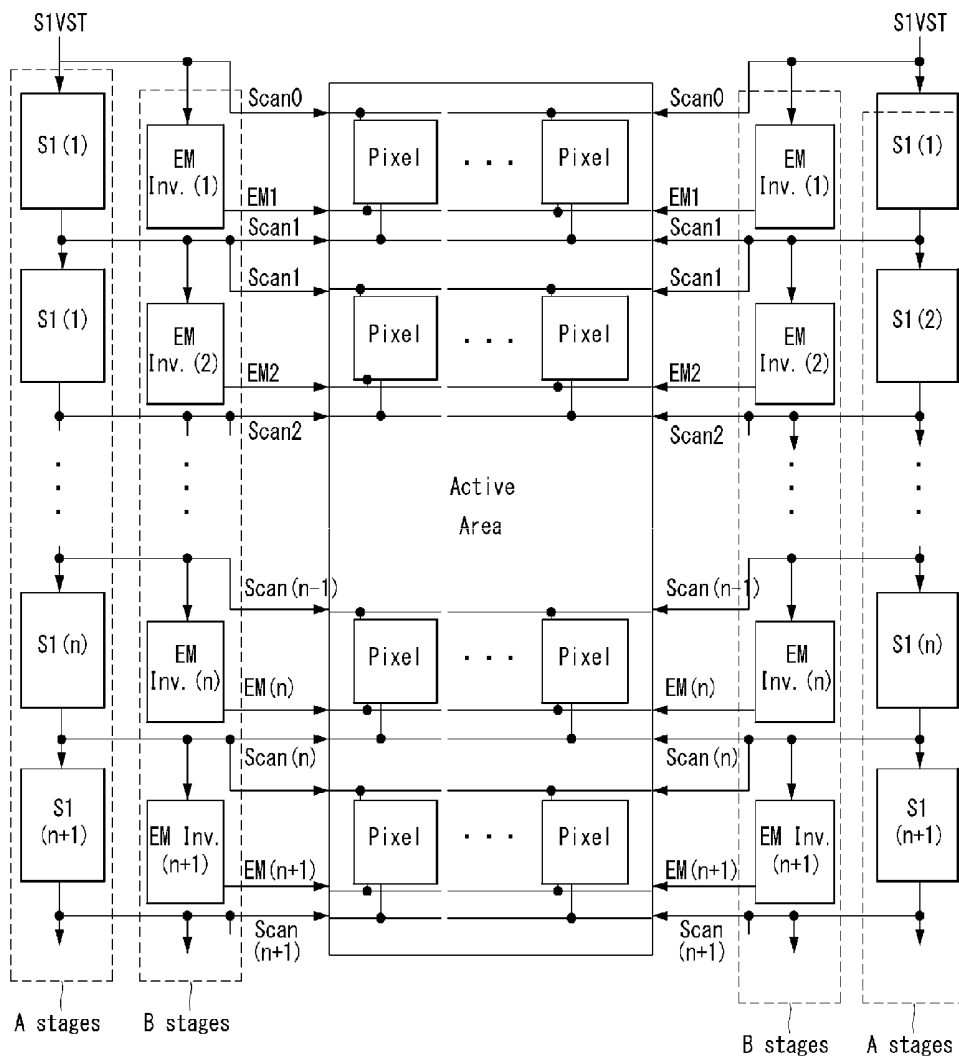 S1VST S1VST
Scan0 Scan0
S1(1) EM Inv.(1) Pixel ... Pixel EM Inv.(1) S1(1)
EM1 EM1
Scan1 Scan1
Scan1 Scan1
S1(1) EM Inv.(2) Pixel ... Pixel EM Inv.(2) S1(2)
EM2 EM2
Scan2 Scan2
Active
Area
Scan(n-1) Scan(n-1)
S1(n) EM Inv.(n) Pixel ... Pixel EM Inv.(n) S1(n)
EM(n) EM(n)
Scan(n) Scan(n)
S1 (n+1) EM Inv. (n+1) Pixel ... Pixel EM Inv. (n+1) S1 (n+1)
EM(n+1) EM(n+1)
Scan (n+1) Scan (n+1)
A stages B stages B stages A stages